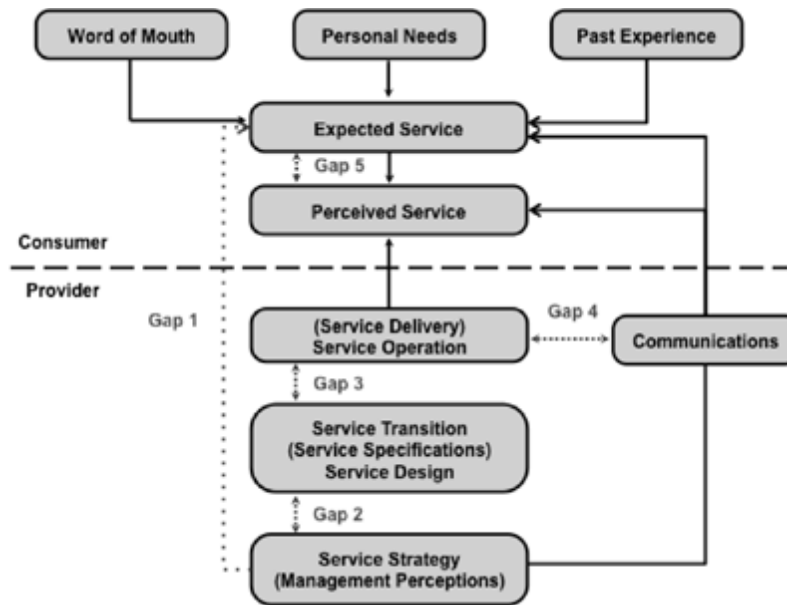 Word of Mouth
Personal Needs
Past Experience
Expected Service
Gap 5
Perceived Service
Consumer
Provider
Gap 1
(Service Delivery)
Service Operation
Gap 4
Communications
Gap 3
Service Transition
(Service Specifications)
Service Design
Gap 2
Service Strategy
(Management Perceptions)